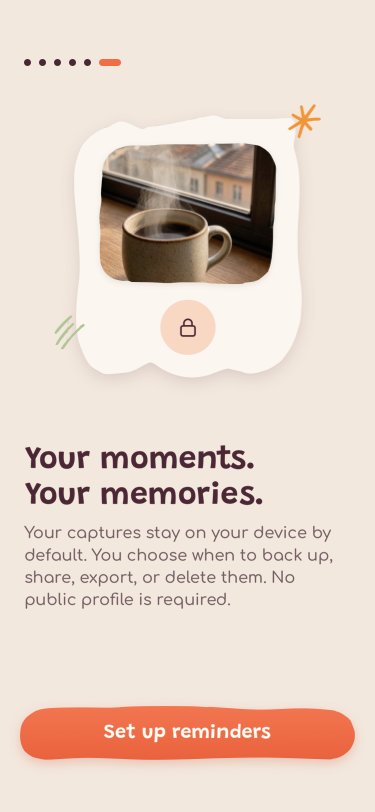 Your moments.
Your memories.
Your captures stay on your device by
default. You choose when to back up,
share, export, or delete them. No
public profile is required.
Set up reminders